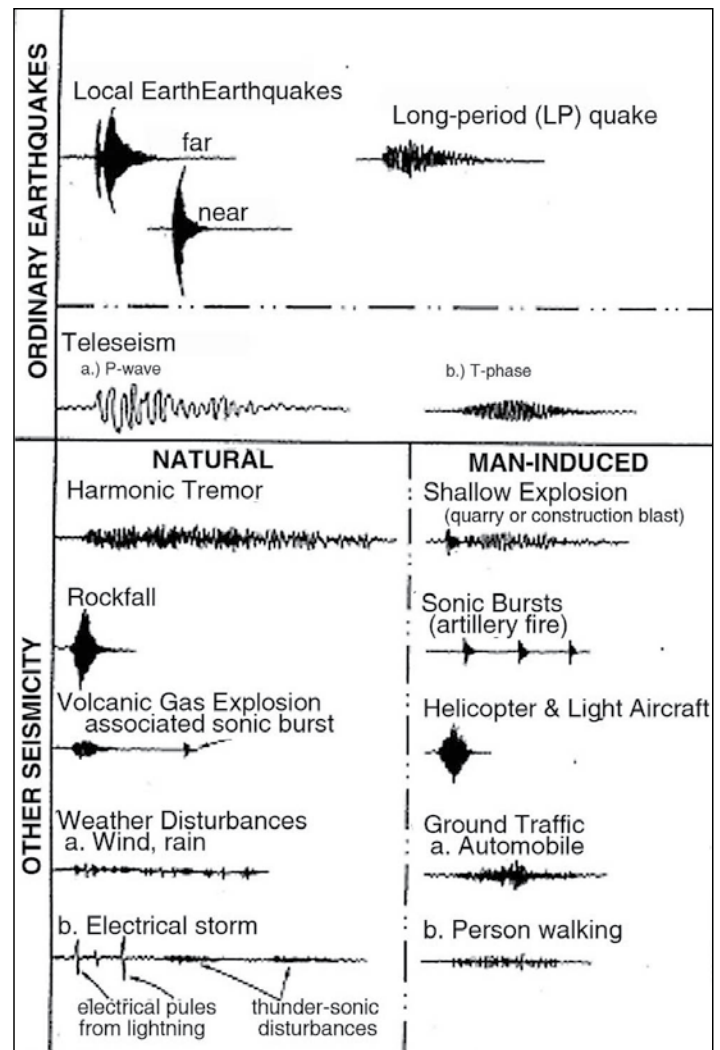 ORDINARY EARTHQUAKES
Local EarthEarthquakes
far
near
Long-period (LP) quake
Teleseism
a.) P-wave
b.) T-phase
OTHER SEISMICITY
NATURAL
Harmonic Tremor
Rockfall
Volcanic Gas Explosion
associated sonic burst
Weather Disturbances
a. Wind, rain
b. Electrical storm
electrical pules
from lightning
thunder-sonic
disturbances
MAN-INDUCED
Shallow Explosion
(quarry or construction blast)
Sonic Bursts
(artillery fire)
Helicopter & Light Aircraft
Ground Traffic
a. Automobile
b. Person walking